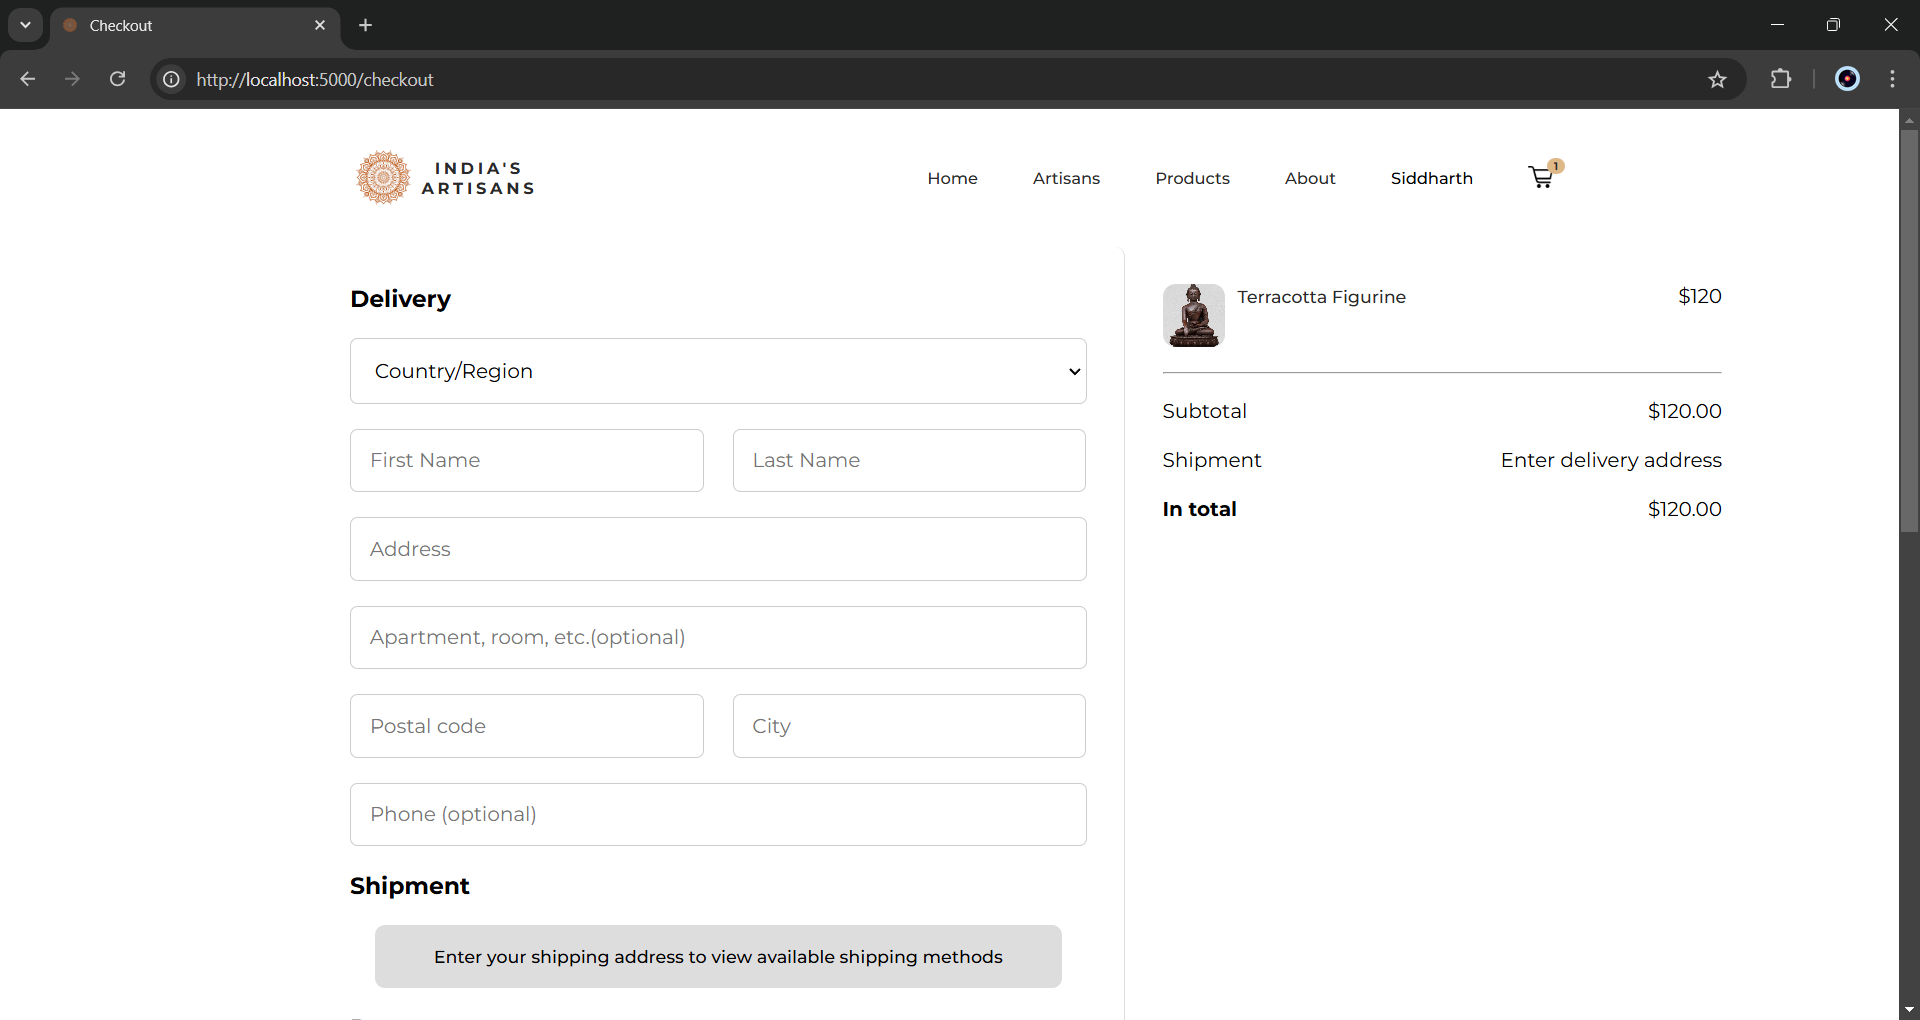 Checkout
http://localhost:5000/checkout
INDIA'S
ARTISANS
Home
Artisans
Products
About
Siddharth
1
Delivery
Country/Region
First Name
Last Name
Address
Apartment, room, etc.(optional)
Postal code
City
Phone (optional)
Shipment
Enter your shipping address to view available shipping methods
Terracotta Figurine
$120
Subtotal
$120.00
Shipment
Enter delivery address
In total
$120.00